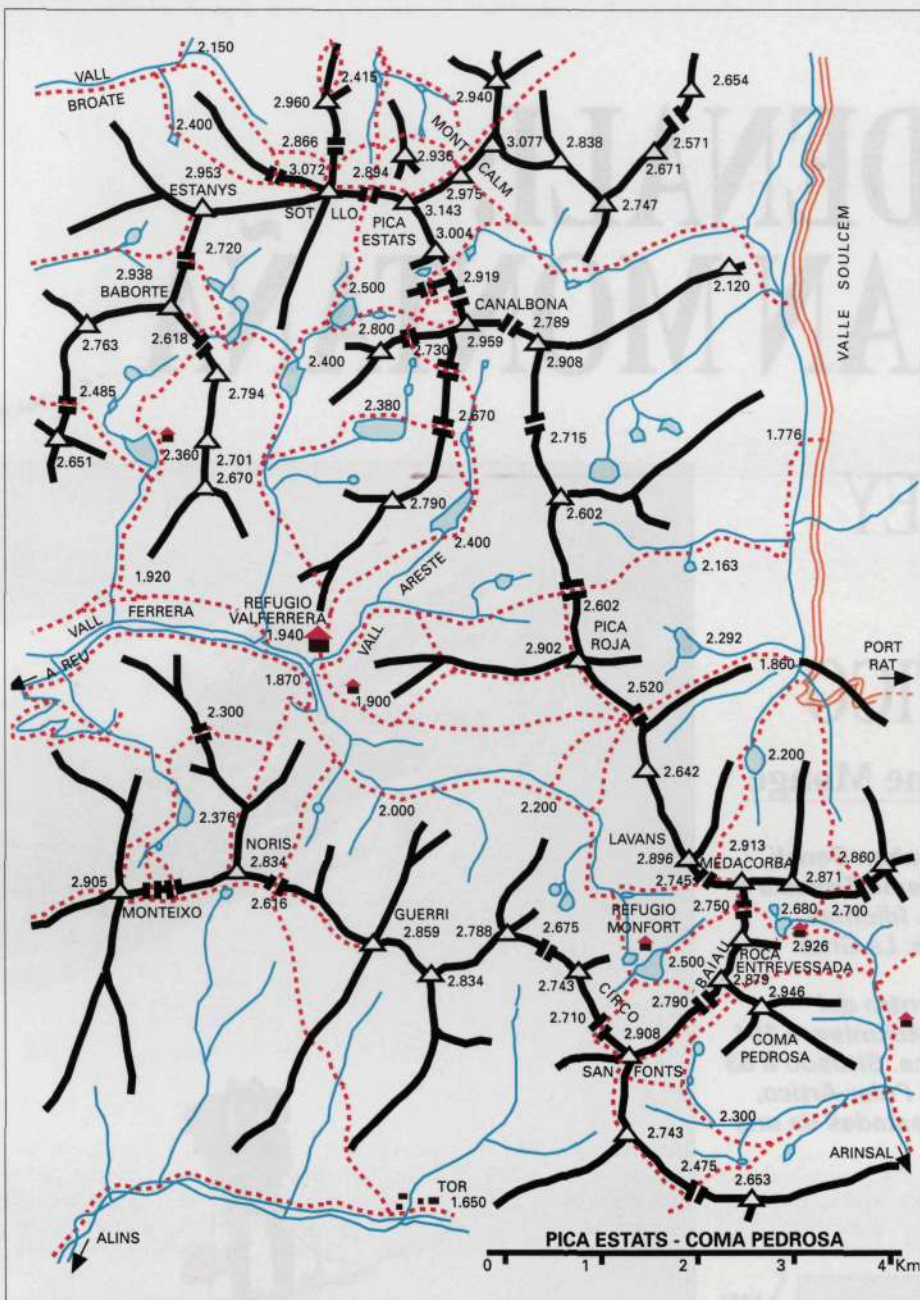 2.150
VALL
BROATE
2.415
2.960
2.400
2.866
2.940
MONT CALM
2.936
3.077
2.838
2.654
2.571
2.671
2.953
ESTANYS
3.072
2.894
2.975
2.747
SOT LLO
PICA
ESTATS
3.143
3.004
2.720
2.938
BABORTE
2.500
2.919
CANALBONA
2.120
VALLE SOULCEM
2.763
2.618
2.800
2.400
2.730
2.959
2.789
2.908
2.485
2.794
2.380
2.670
2.715
1.776
2.651
2.360
2.701
2.670
2.790
2.602
2.400
2.163
1.920
VALL FERRERA
REFUGIO
VALFERRERA
1.940
VALL ARESTE
2.602
PICA
ROJA
2.902
2.292
1.860
PORT
RAT
A. REU
1.870
1.900
2.520
2.300
2.642
2.200
2.376
2.000
2.200
NORIS
2.834
LAVANS
2.896
2.913
MEDACORBA
2.860
2.905
MONTEIXO
2.616
2.745
2.871
2.700
GUERRI
2.859
2.788
2.675
REFUGIO
MONFORT
2.750
2.680
2.926
ROCA
ENTREVESSADA
2.834
2.743
2.500
2.879
2.710
CIRCO BAIAU
2.790
2.946
COMA
PEDROSA
2.908
SAN FONTS
2.743
2.300
ARINSAL
2.475
2.653
TOR
1.650
ALINS
PICA ESTATS - COMA PEDROSA
0 1 2 3 4 Km